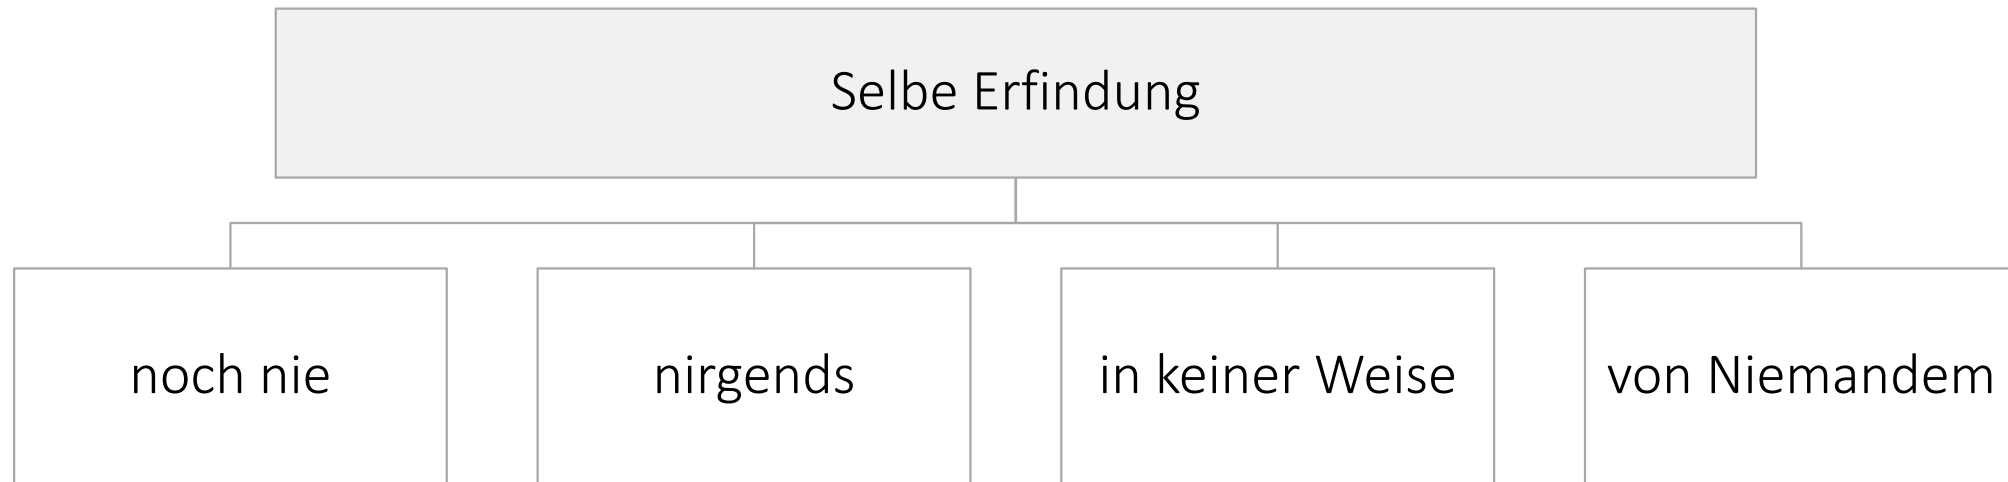 Selbe Erfindung
noch nie
nirgends
in keiner Weise
von Niemandem